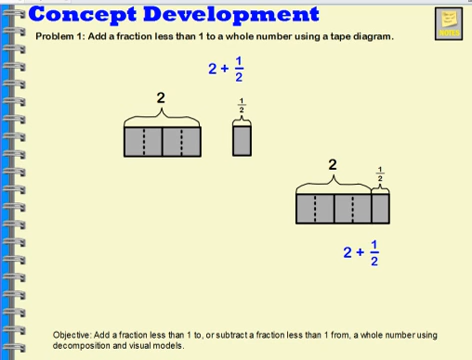 Concept Development
Problem 1: Add a fraction less than 1 to a whole number using a tape diagram.
2 + 1/2
2
1/2
2
1/2
2 + 1/2
Objective: Add a fraction less than 1 to, or subtract a fraction less than 1 from, a whole number using
decomposition and visual models.